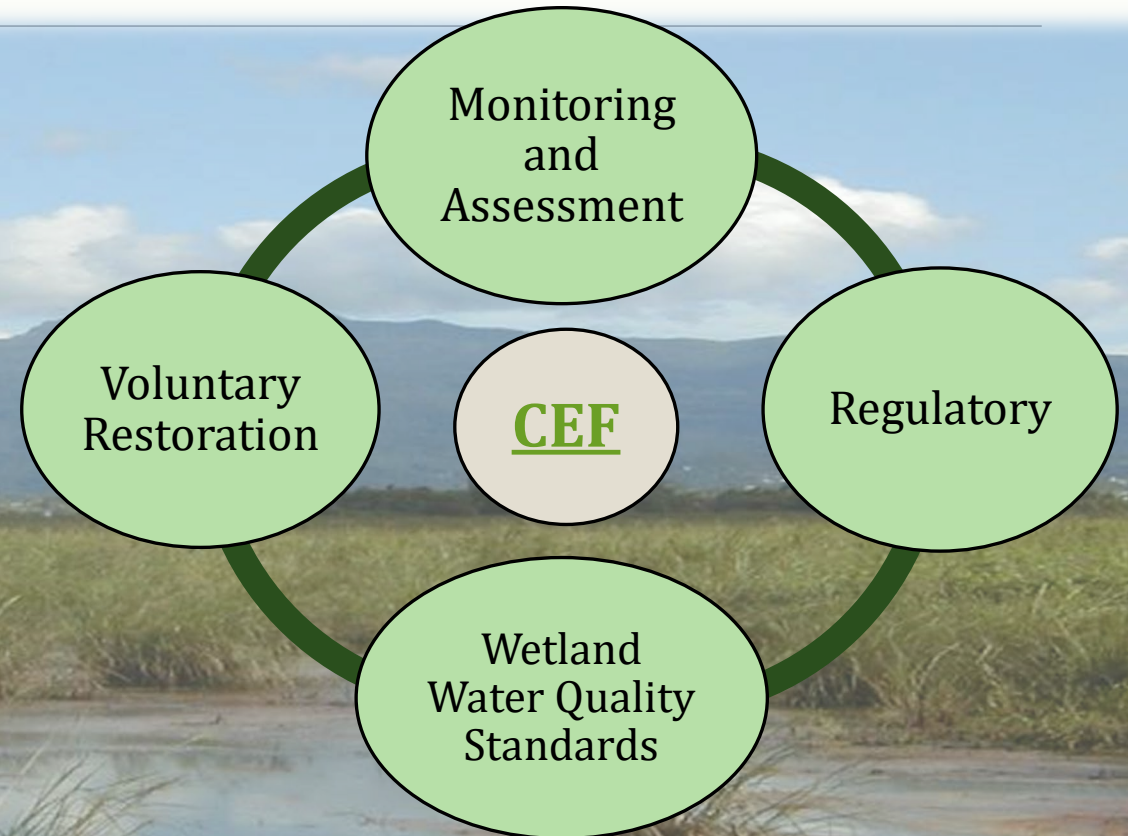 Monitoring
and
Assessment
Voluntary
Restoration
CEF
Regulatory
Wetland
Water Quality
Standards